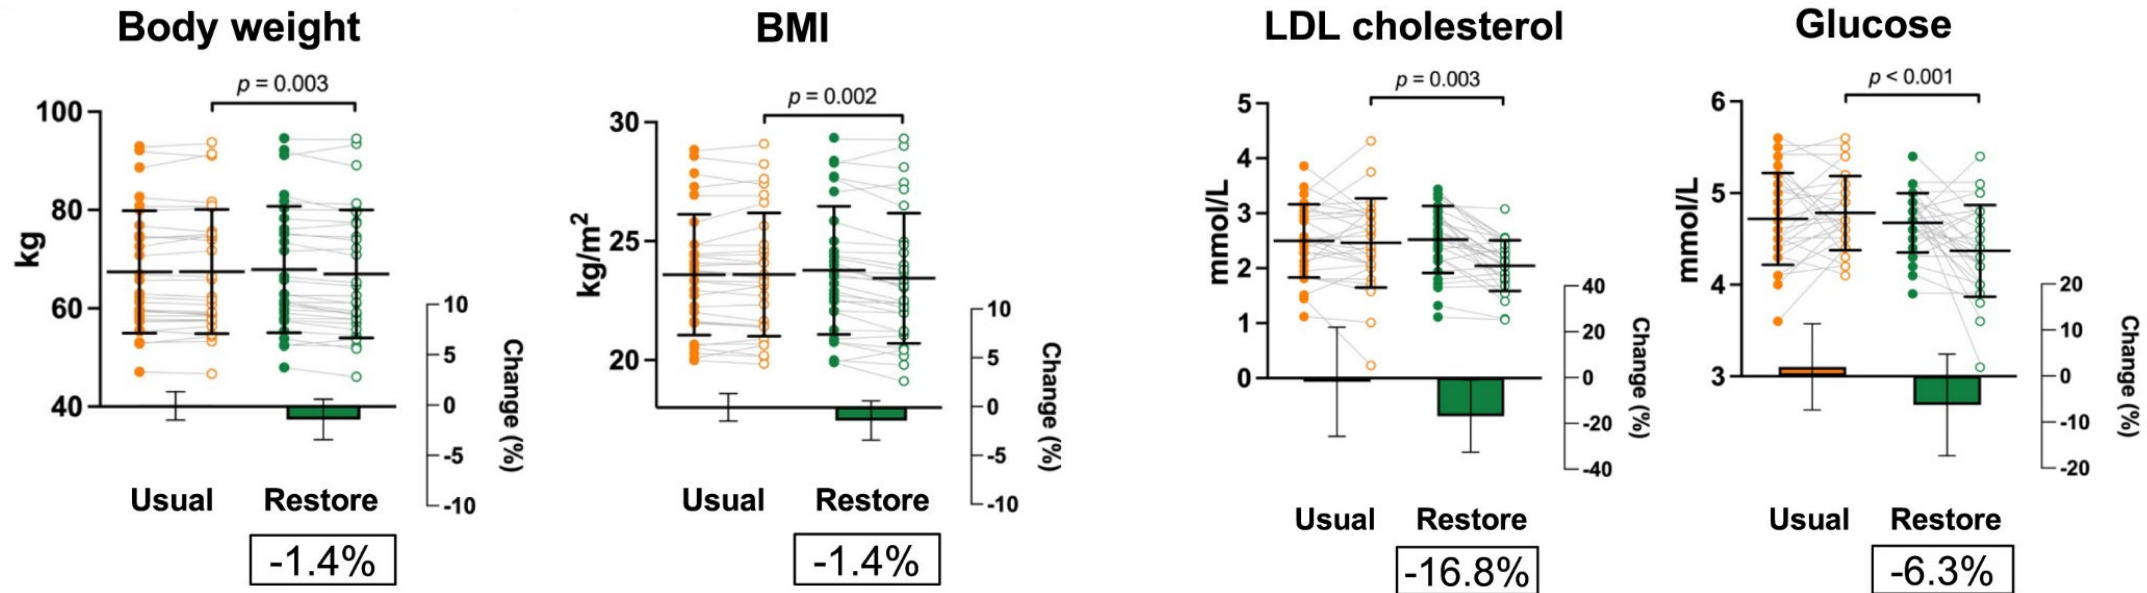 Body weight
p = 0.003
kg
100
80
60
40
10
5
0
-5
-10
Change (%)
Usual
Restore
-1.4%
BMI
p = 0.002
kg/m²
30
25
20
10
5
0
-5
-10
Change (%)
Usual
Restore
-1.4%
LDL cholesterol
p = 0.003
mmol/L
5
4
3
2
1
0
40
20
0
-20
-40
Change (%)
Usual
Restore
-16.8%
Glucose
p < 0.001
mmol/L
6
5
4
3
20
10
0
-10
-20
Change (%)
Usual
Restore
-6.3%